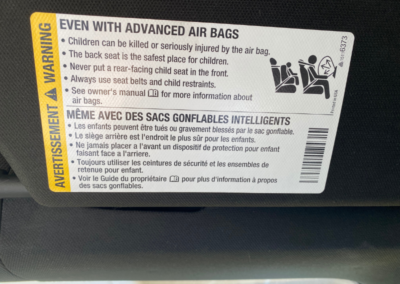 WARNING
EVEN WITH ADVANCED AIR BAGS
• Children can be killed or seriously injured by the air bag.
• The back seat is the safest place for children.
• Never put a rear-facing child seat in the front.
• Always use seat belts and child restraints.
• See owner's manual for more information about
air bags.
6373
AVERTISSEMENT
MÊME AVEC DES SACS GONFLABLES INTELLIGENTS
• Les enfants peuvent être tués ou gravement blessés par le sac gonflable.
• Le siège arrière est l'endroit le plus sûr pour les enfants.
• Ne jamais placer a l'avant un dispositif de protection pour enfant
faisant face a l'arriere.
• Toujours utiliser les ceintures de sécurité et les ensembles de
retenue pour enfant.
• Voir le Guide du propriétaire pour plus d'information à propos
des sacs gonflables.